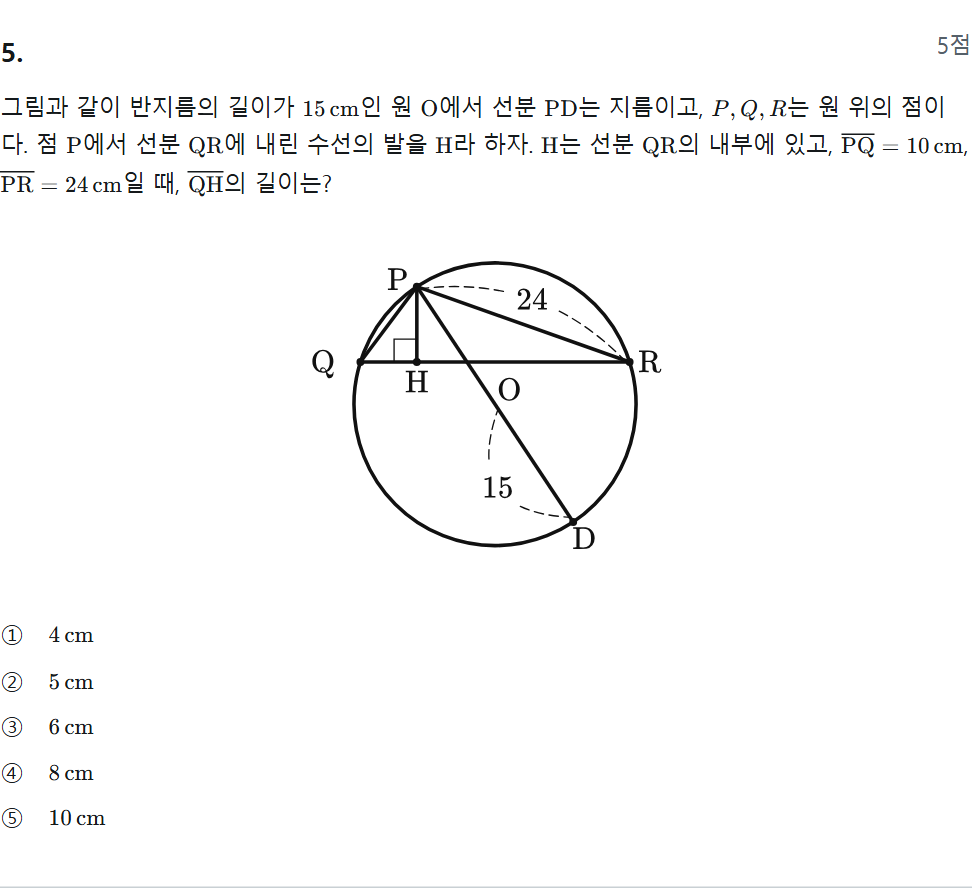 5.
5점
그림과 같이 반지름의 길이가 15 cm인 원 O에서 선분 PD는 지름이고, P, Q, R는 원 위의 점이
다. 점 P에서 선분 QR에 내린 수선의 발을 H라 하자. H는 선분 QR의 내부에 있고, P̅Q̅ = 10 cm,
P̅R̅ = 24 cm일 때, Q̅H̅의 길이는?
P
24
Q
H
R
O
15
D
① 4 cm
② 5 cm
③ 6 cm
④ 8 cm
⑤ 10 cm